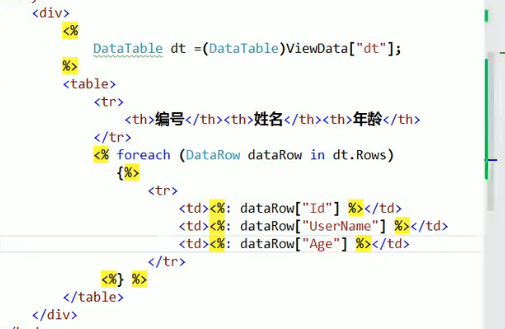 <div>
<%
DataTable dt =(DataTable)ViewData["dt"];
%>
<table>
<tr>
<th>编号</th><th>姓名</th><th>年龄</th>
</tr>
<% foreach (DataRow dataRow in dt.Rows)
{%>
<tr>
<td><%: dataRow["Id"] %></td>
<td><%: dataRow["UserName"] %></td>
<td><%: dataRow["Age"] %></td>
</tr>
<%} %>
</table>
</div>